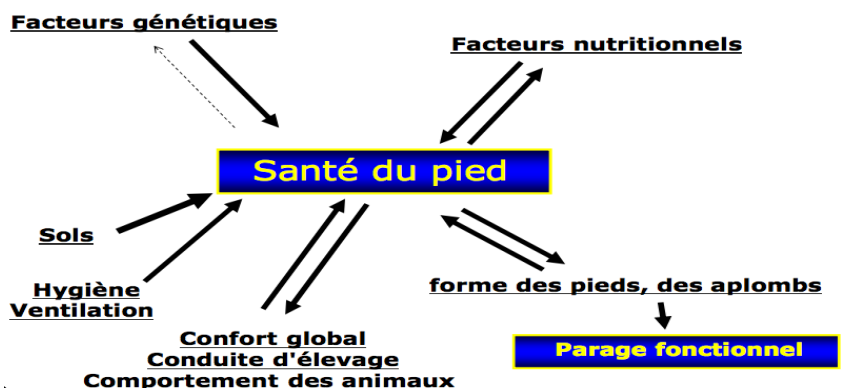 Facteurs génétiques
Facteurs nutritionnels
Santé du pied
Sols
Hygiène
Ventilation
forme des pieds, des aplombs
Confort global
Conduite d'élevage
Comportement des animaux
Parage fonctionnel